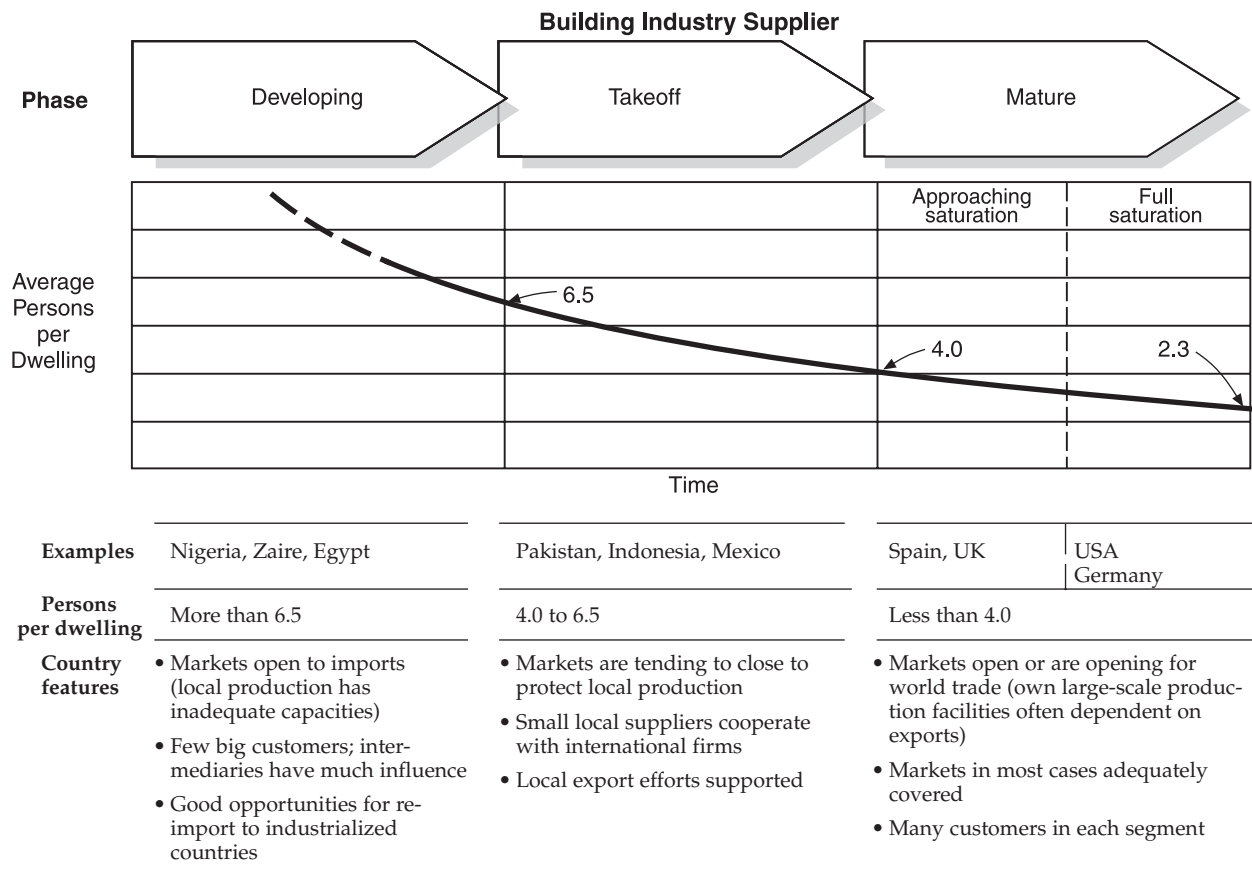 Building Industry Supplier
Phase
Developing
Takeoff
Mature
Approaching
saturation
Full
saturation
Average
Persons
per
Dwelling
6.5
4.0
2.3
Time
Examples
Nigeria, Zaire, Egypt
Pakistan, Indonesia, Mexico
Spain, UK
USA
Germany
Persons
per dwelling
More than 6.5
4.0 to 6.5
Less than 4.0
Country
features
• Markets open to imports
(local production has
inadequate capacities)
• Few big customers; inter-
mediaries have much influence
• Good opportunities for re-
import to industrialized
countries
• Markets are tending to close to
protect local production
• Small local suppliers cooperate
with international firms
• Local export efforts supported
• Markets open or are opening for
world trade (own large-scale produc-
tion facilities often dependent on
exports)
• Markets in most cases adequately
covered
• Many customers in each segment